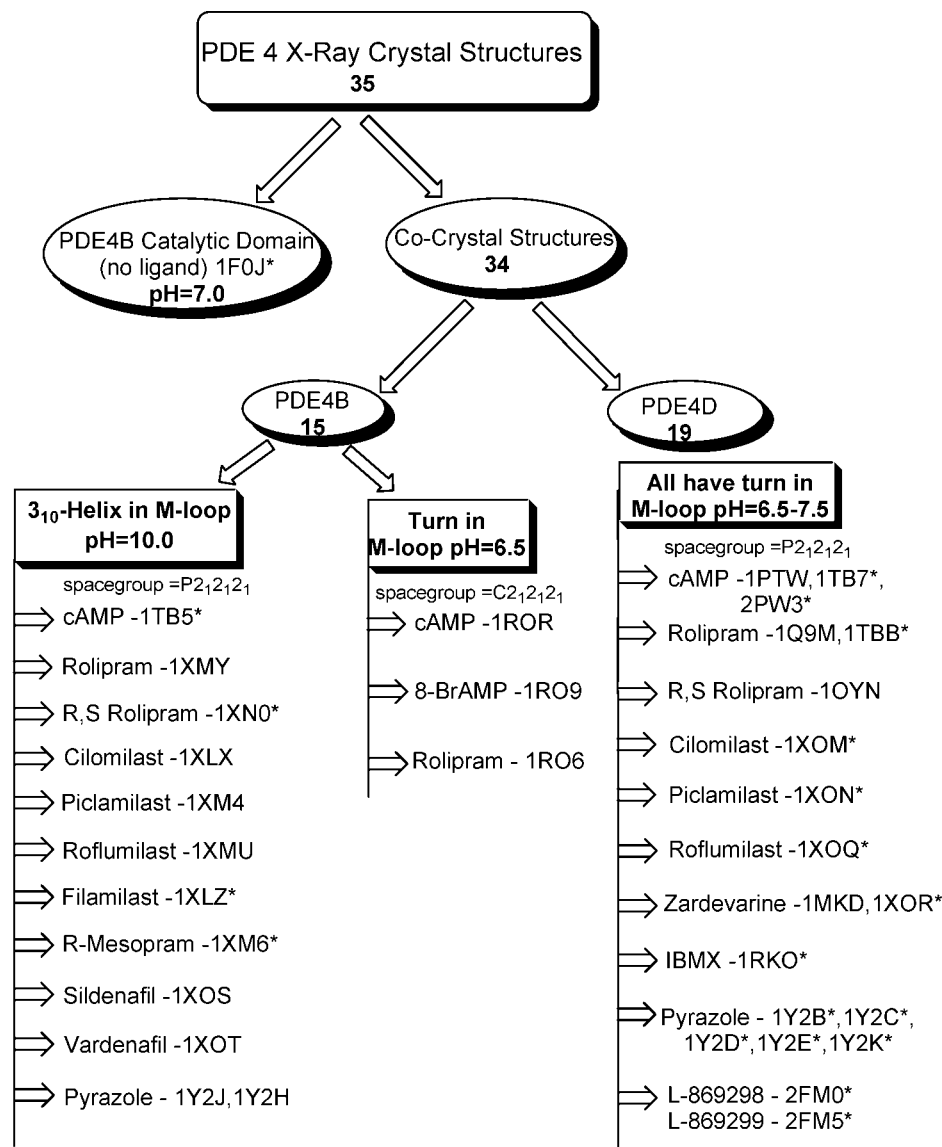 PDE 4 X-Ray Crystal Structures
35
PDE4B Catalytic Domain
(no ligand) 1F0J*
pH=7.0
Co-Crystal Structures
34
PDE4B
15
PDE4D
19
3₁₀-Helix in M-loop
pH=10.0
spacegroup =P2₁2₁2₁
cAMP -1TB5*
Rolipram -1XMY
R,S Rolipram -1XN0*
Cilomilast -1XLX
Piclamilast -1XM4
Roflumilast -1XMU
Filamilast -1XLZ*
R-Mesopram -1XM6*
Sildenafil -1XOS
Vardenafil -1XOT
Pyrazole - 1Y2J,1Y2H
Turn in
M-loop pH=6.5
spacegroup =C2₁2₁2₁
cAMP -1ROR
8-BrAMP -1RO9
Rolipram - 1RO6
All have turn in
M-loop pH=6.5-7.5
spacegroup =P2₁2₁2₁
cAMP -1PTW,1TB7*,
2PW3*
Rolipram -1Q9M,1TBB*
R,S Rolipram -1OYN
Cilomilast -1XOM*
Piclamilast -1XON*
Roflumilast -1XOQ*
Zardevarine -1MKD,1XOR*
IBMX -1RKO*
Pyrazole - 1Y2B*,1Y2C*,
1Y2D*,1Y2E*,1Y2K*
L-869298 - 2FM0*
L-869299 - 2FM5*